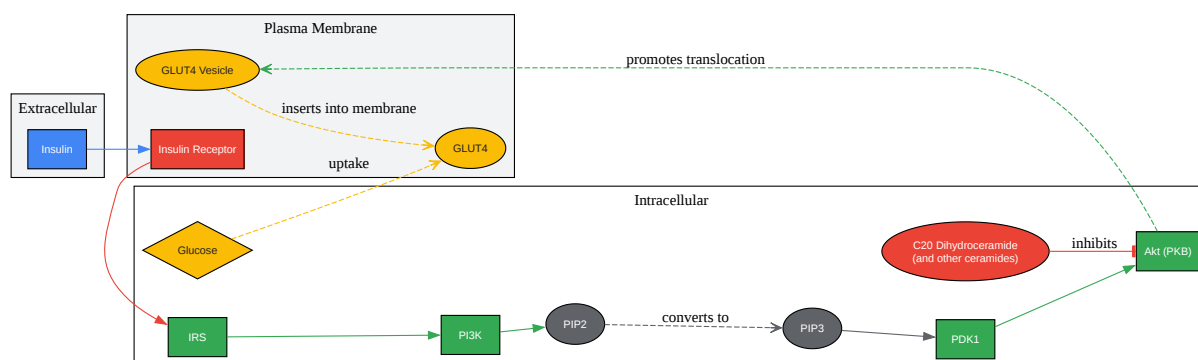 Plasma Membrane
GLUT4 Vesicle
promotes translocation
Extracellular
inserts into membrane
Insulin
Insulin Receptor
GLUT4
uptake
Intracellular
Glucose
C20 Dihydroceramide
(and other ceramides)
inhibits
Akt (PKB)
IRS
PI3K
PIP2
converts to
PIP3
PDK1